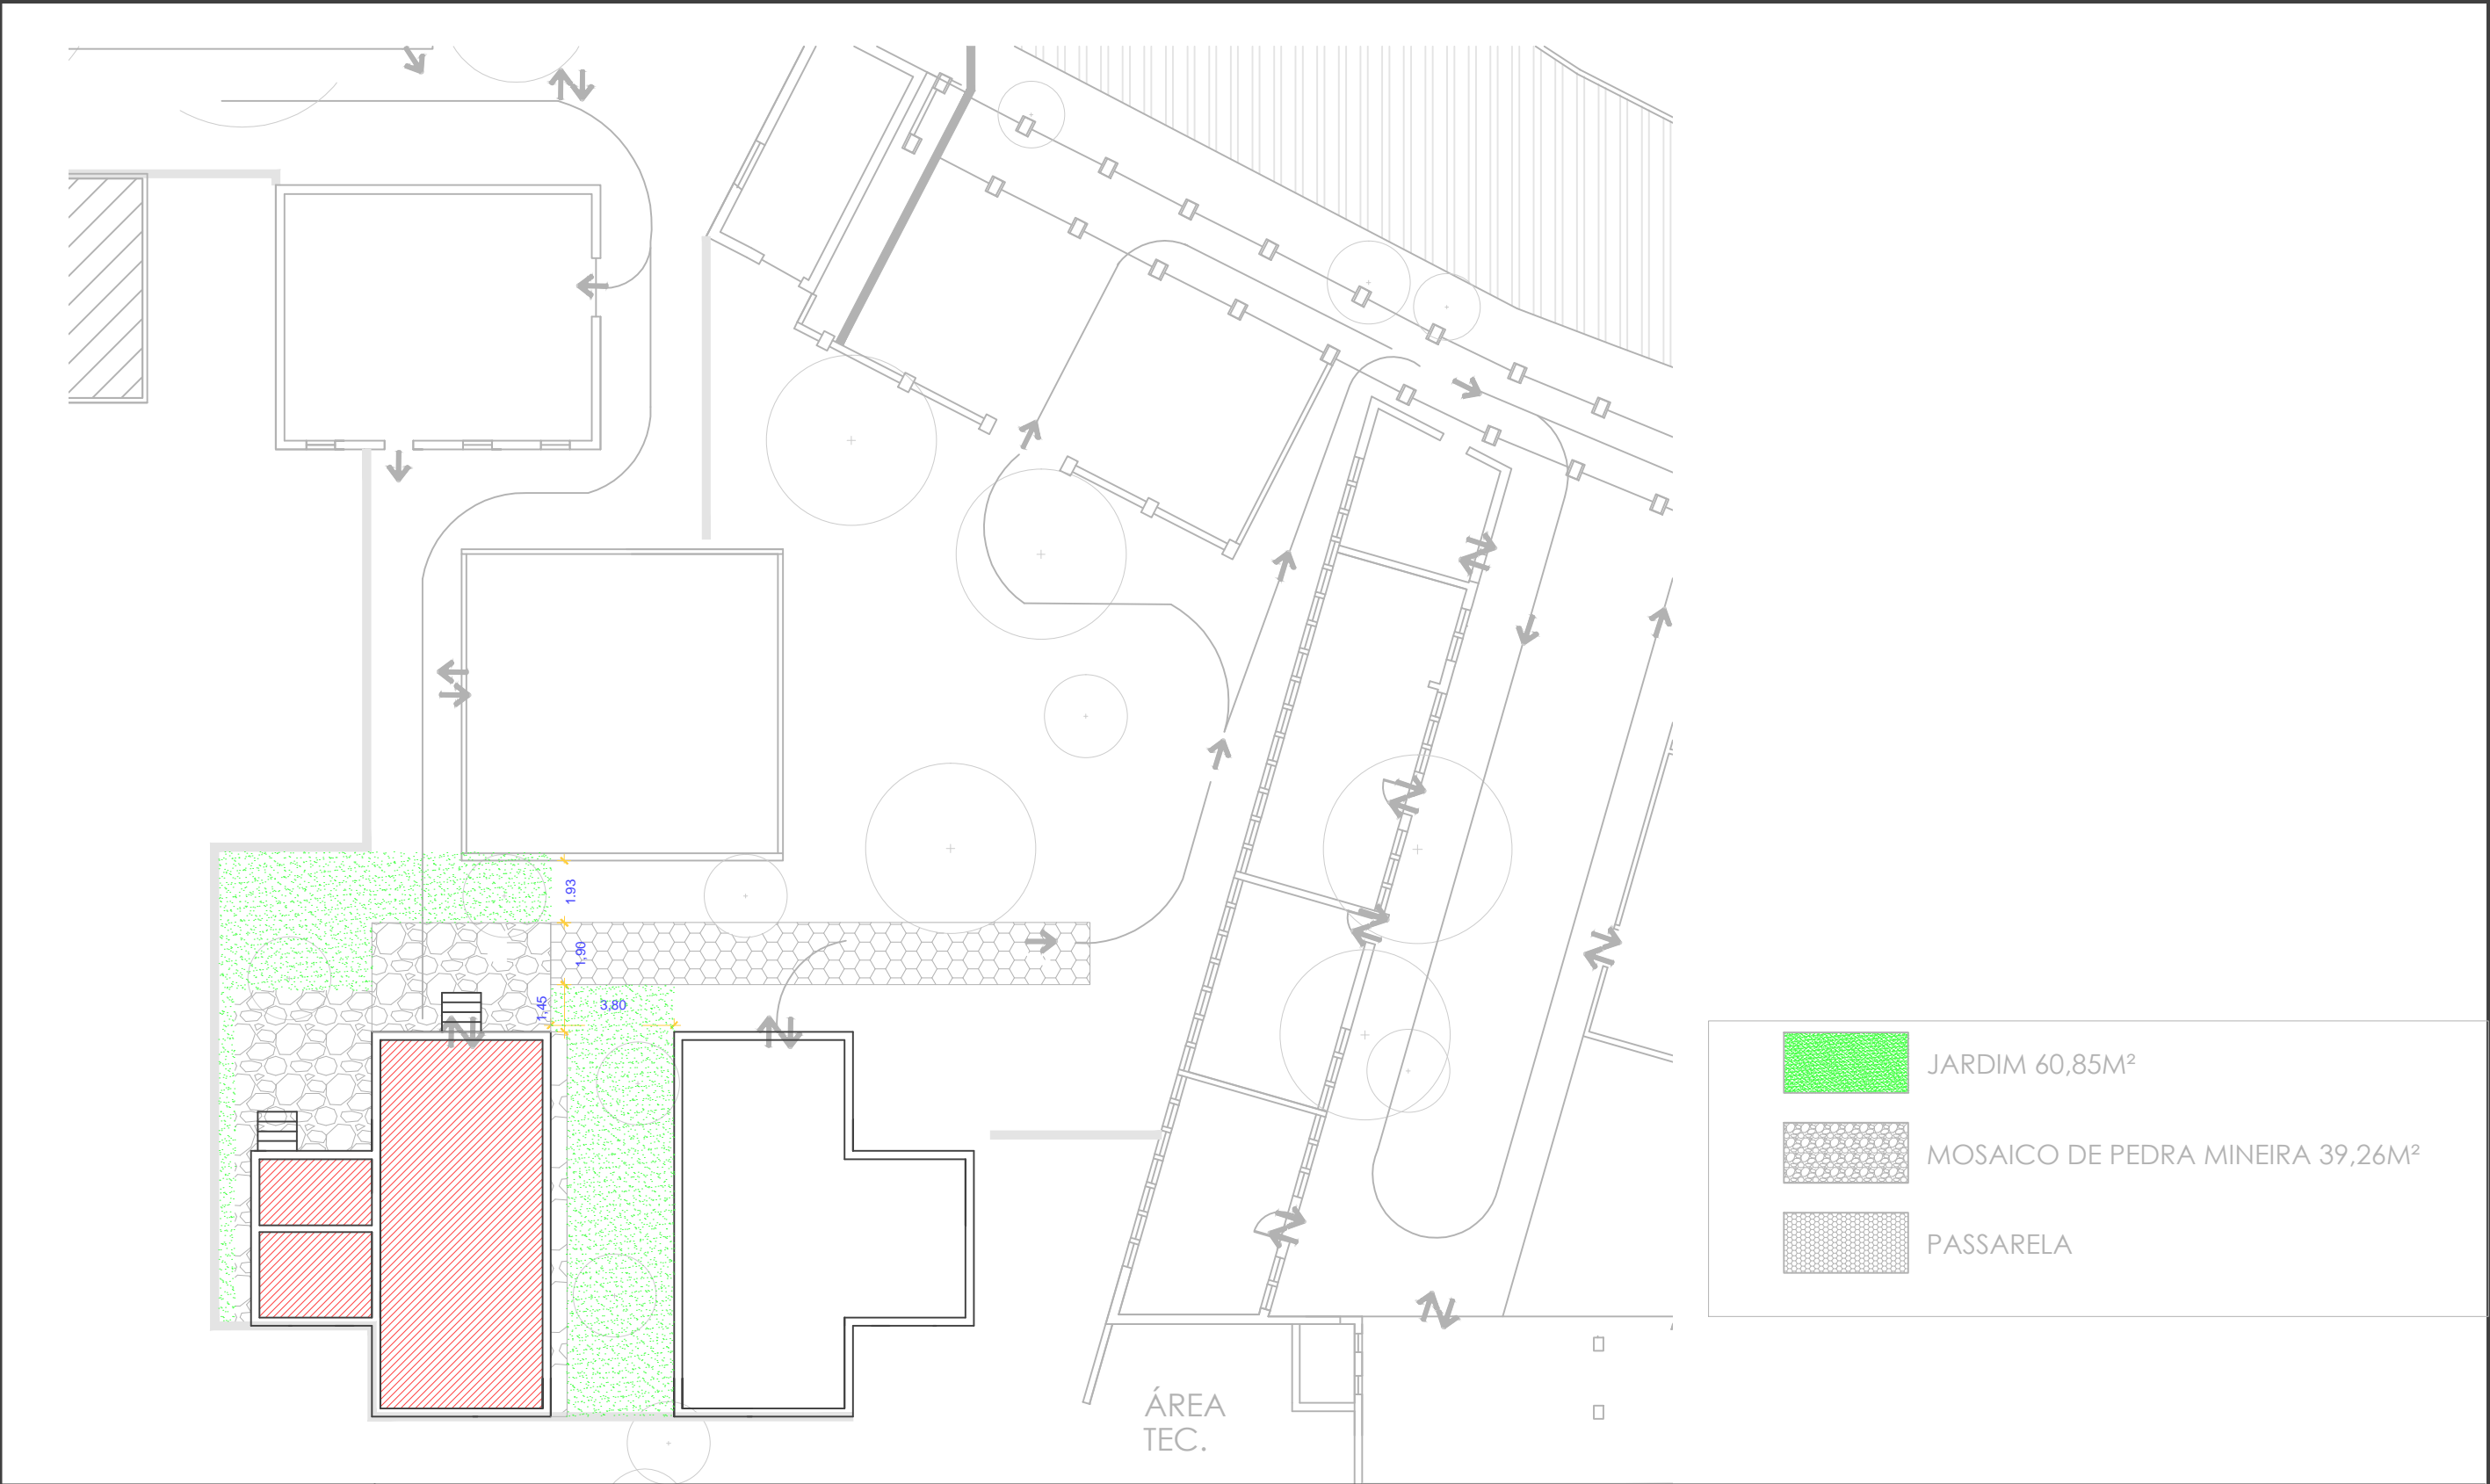 1.93
1,90
1,45
3,80
JARDIM 60,85M²
MOSAICO DE PEDRA MINEIRA 39,26M²
PASSARELA
ÁREA
TEC.